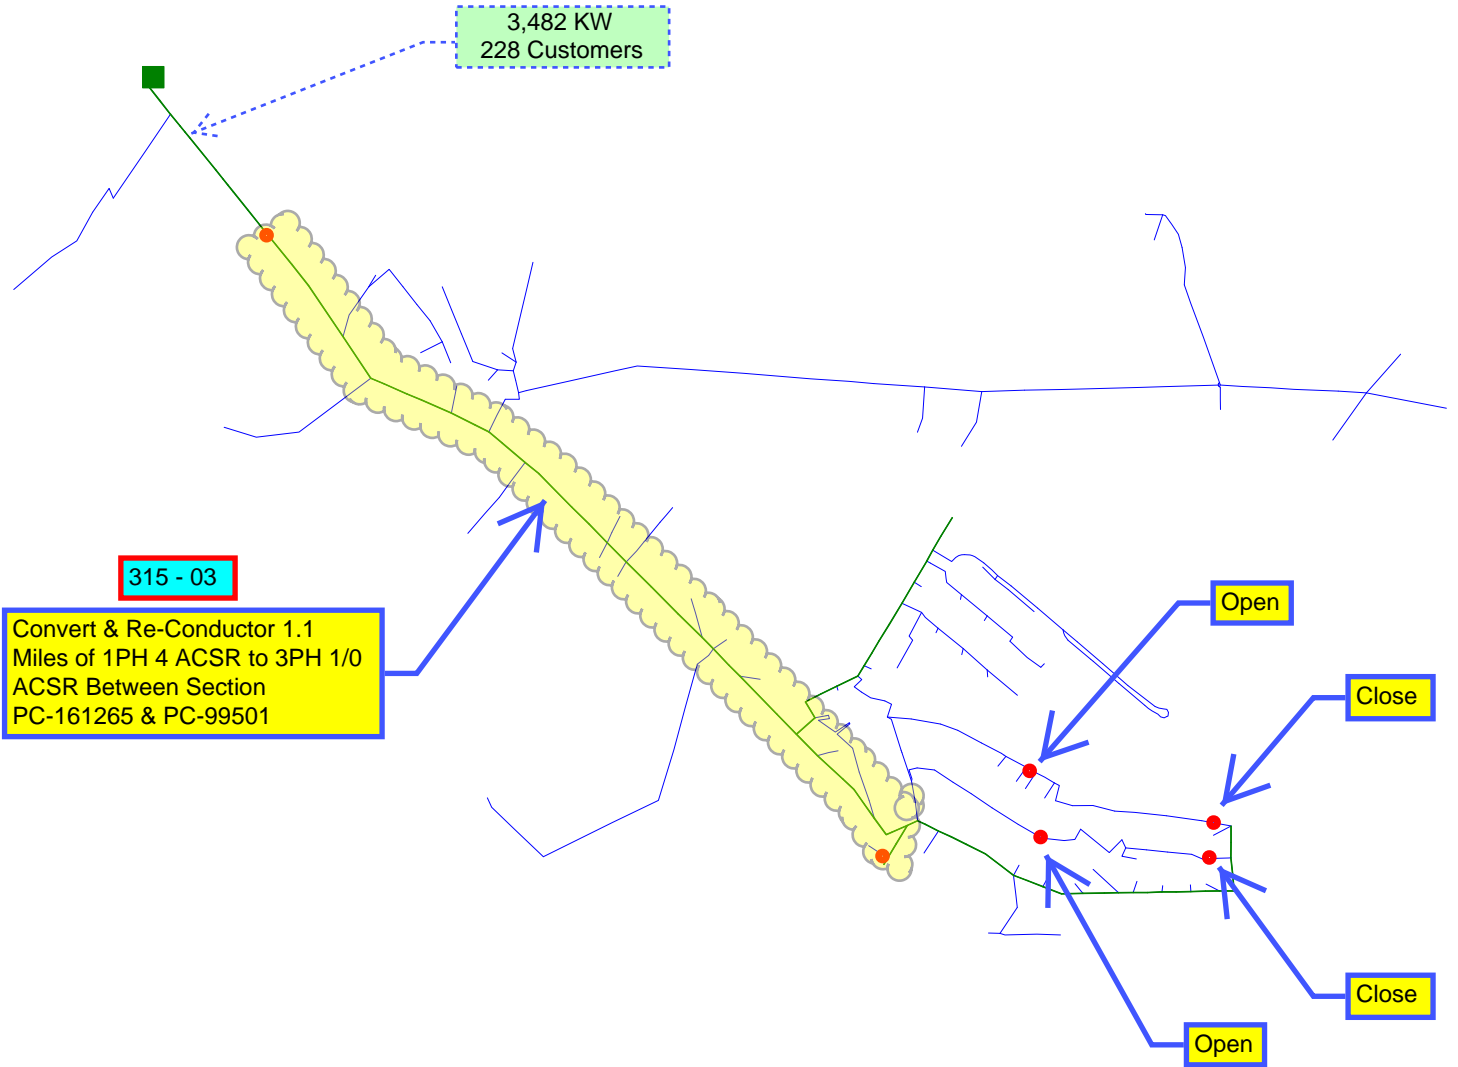 3,482 KW
228 Customers
315 - 03
Convert & Re-Conductor 1.1
Miles of 1PH 4 ACSR to 3PH 1/0
ACSR Between Section
PC-161265 & PC-99501
Open
Close
Close
Open